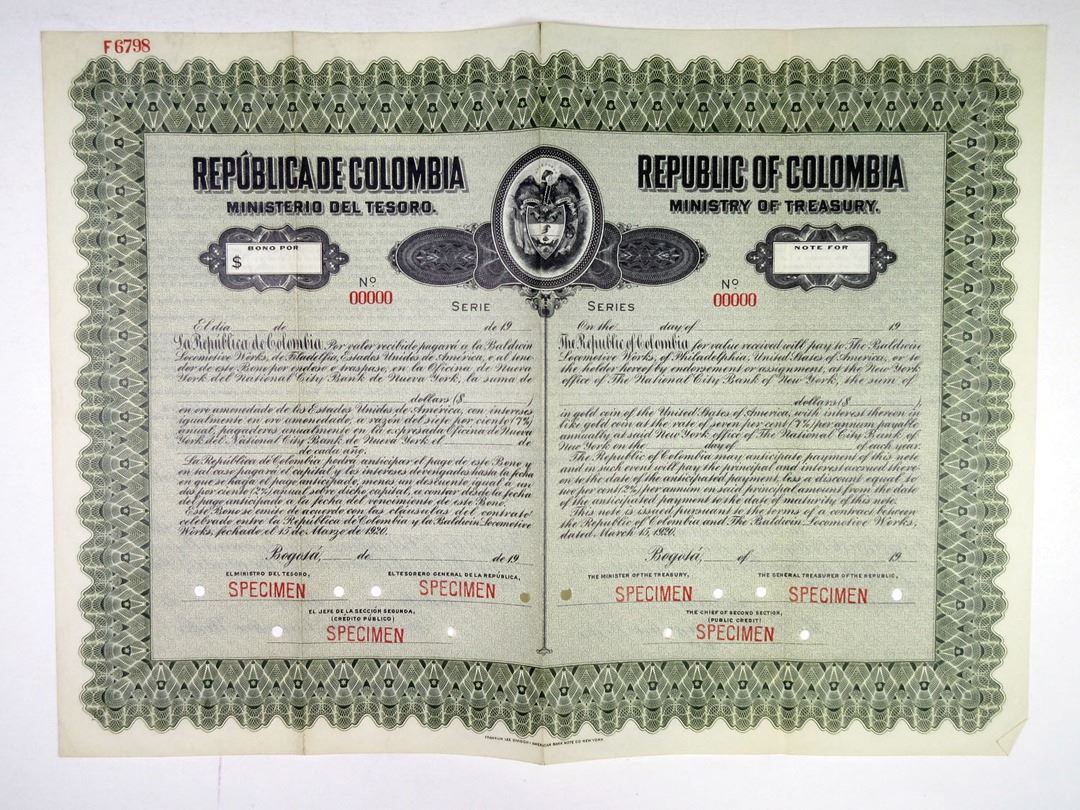 F 6798
REPÚBLICA DE COLOMBIA
MINISTERIO DEL TESORO.
BONO POR
$
Nº
00000
SERIE
El día de de 19
La República de Colombia, Por valor recibido pagará a la Baldwin
Locomotive Works, de Filadelfia, Estados Unidos de América, o al tene-
dor de este Bono por endoso o traspaso, en la Oficina de Nueva
York del National City Bank de Nueva York, la suma de
dollars ($ )
en oro amonedado de los Estados Unidos de América, con intereses
igualmente en oro amonedado, a razón del siete por ciento (7%)
anual, pagaderos anualmente en la expresada Oficina de Nueva
York del National City Bank de Nueva York el
de cada año.
La República de Colombia podrá anticipar el pago de este Bono y
en tal caso pagará el capital y los intereses devengados hasta la fecha
en que se haga el pago anticipado, menos un descuento igual a un
dos por ciento (2%) anual sobre dicho capital, a contar desde la fecha
del pago anticipado a la fecha del vencimiento de este Bono.
Este Bono se emite de acuerdo con las cláusulas del contrato
celebrado entre la República de Colombia y la Baldwin Locomotive
Works, fechado el 15 de Marzo de 1920.
Bogotá, de de 19
EL MINISTRO DEL TESORO,
EL TESORERO GENERAL DE LA REPÚBLICA,
SPECIMEN
SPECIMEN
EL JEFE DE LA SECCIÓN SEGUNDA,
(CRÉDITO PÚBLICO)
SPECIMEN
REPUBLIC OF COLOMBIA
MINISTRY OF TREASURY.
NOTE FOR
Nº
00000
SERIES
On the day of 19
The Republic of Colombia for value received will pay to The Baldwin
Locomotive Works, of Philadelphia, United States of America, or to
the holder hereof by endorsement or assignment, at the New York
office of The National City Bank of New York, the sum of
dollars ($ ),
in gold coin of the United States of America, with interest thereon in
like gold coin at the rate of seven per cent (7%) per annum payable
annually at said New York office of The National City Bank of
New York on the day of of each year.
The Republic of Colombia may anticipate payment of this note
and in such event will pay the principal and interest accrued there-
on to the date of the anticipated payment, less a discount equal to
two per cent (2%) per annum on said principal amount from the date
of the anticipated payment to the date of maturity of this note.
This note is issued pursuant to the terms of a contract between
the Republic of Colombia and The Baldwin Locomotive Works,
dated March 15, 1920.
Bogotá, of 19
THE MINISTER OF THE TREASURY,
THE GENERAL TREASURER OF THE REPUBLIC,
SPECIMEN
SPECIMEN
THE CHIEF OF SECOND SECTION,
(PUBLIC CREDIT)
SPECIMEN
AMERICAN BANK NOTE CO NEW YORK